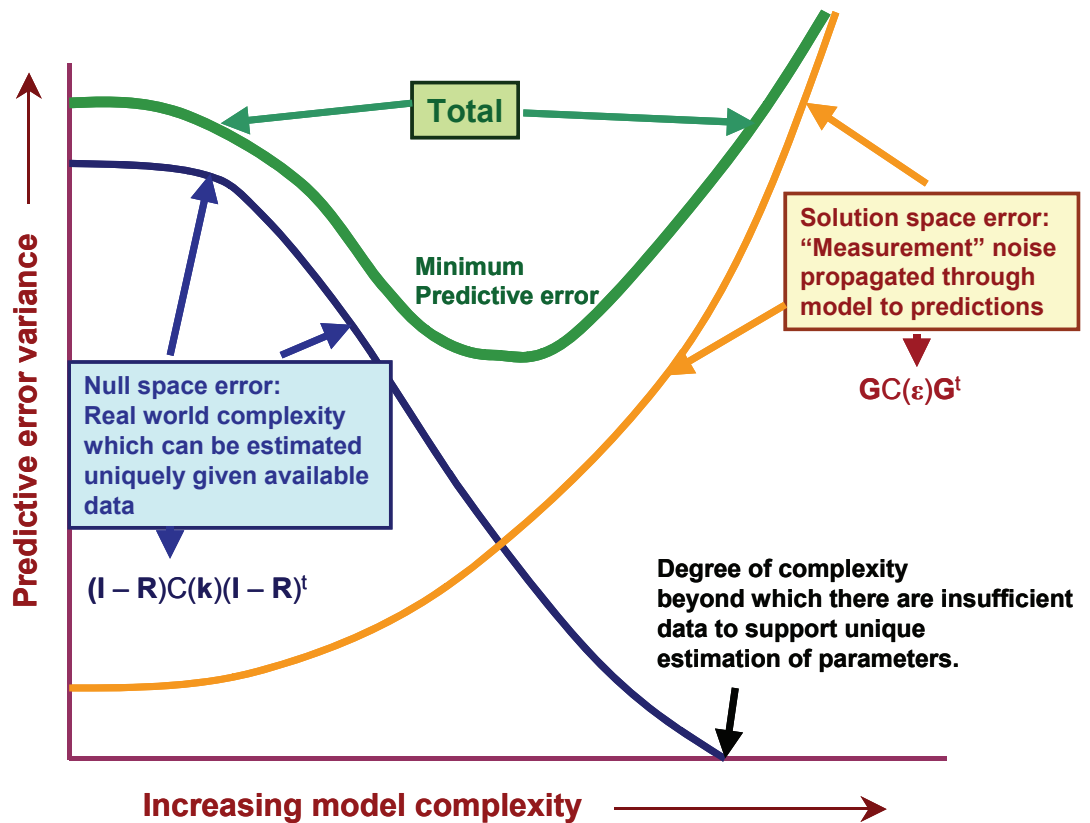 Total
Minimum
Predictive error
Solution space error:
“Measurement” noise
propagated through
model to predictions
GC(ε)Gᵗ
Null space error:
Real world complexity
which can be estimated
uniquely given available
data
(I – R)C(k)(I – R)ᵗ
Degree of complexity
beyond which there are insufficient
data to support unique
estimation of parameters.
Predictive error variance
Increasing model complexity